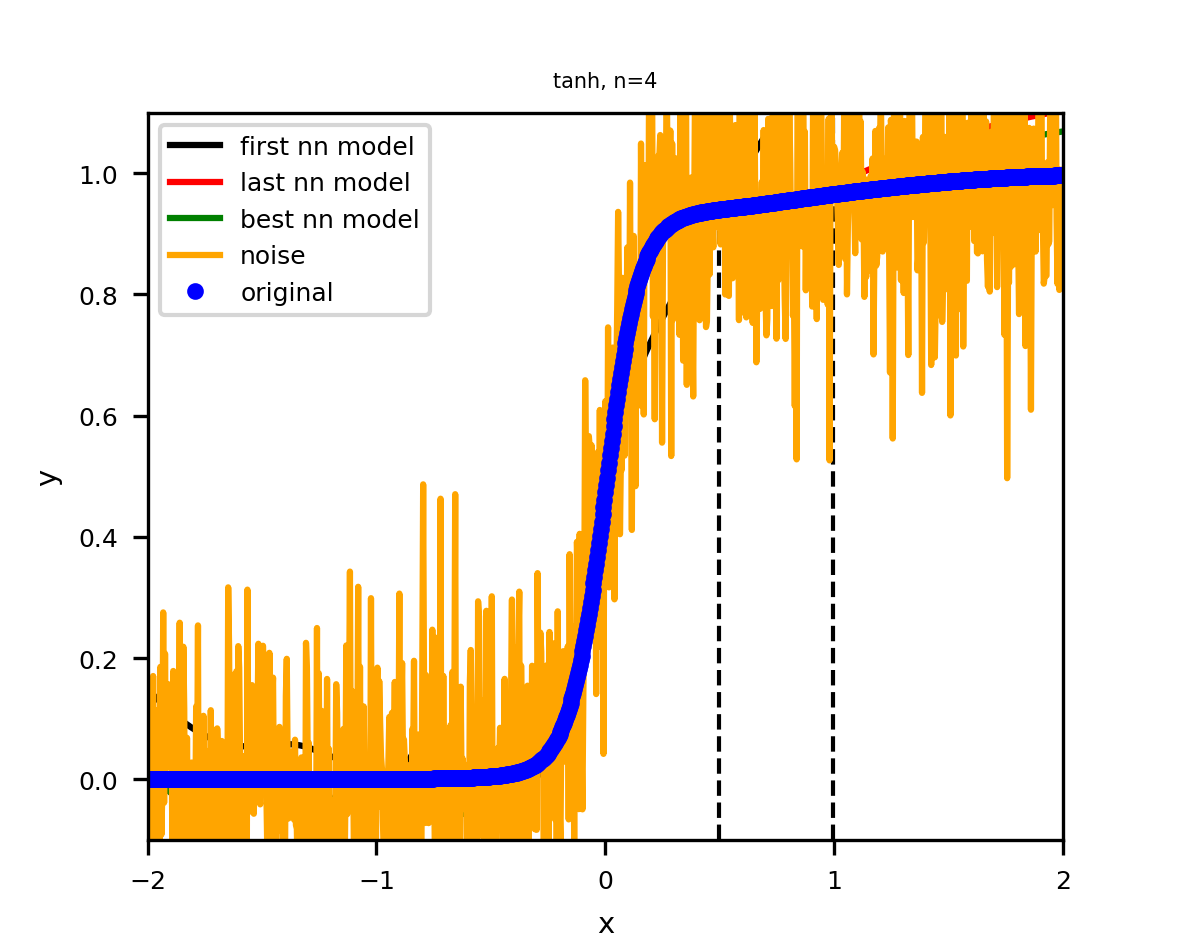 tanh, n=4
first nn model
last nn model
best nn model
noise
original
1.0
0.8
0.6
0.4
0.2
0.0
y
−2
−1
0
1
2
x